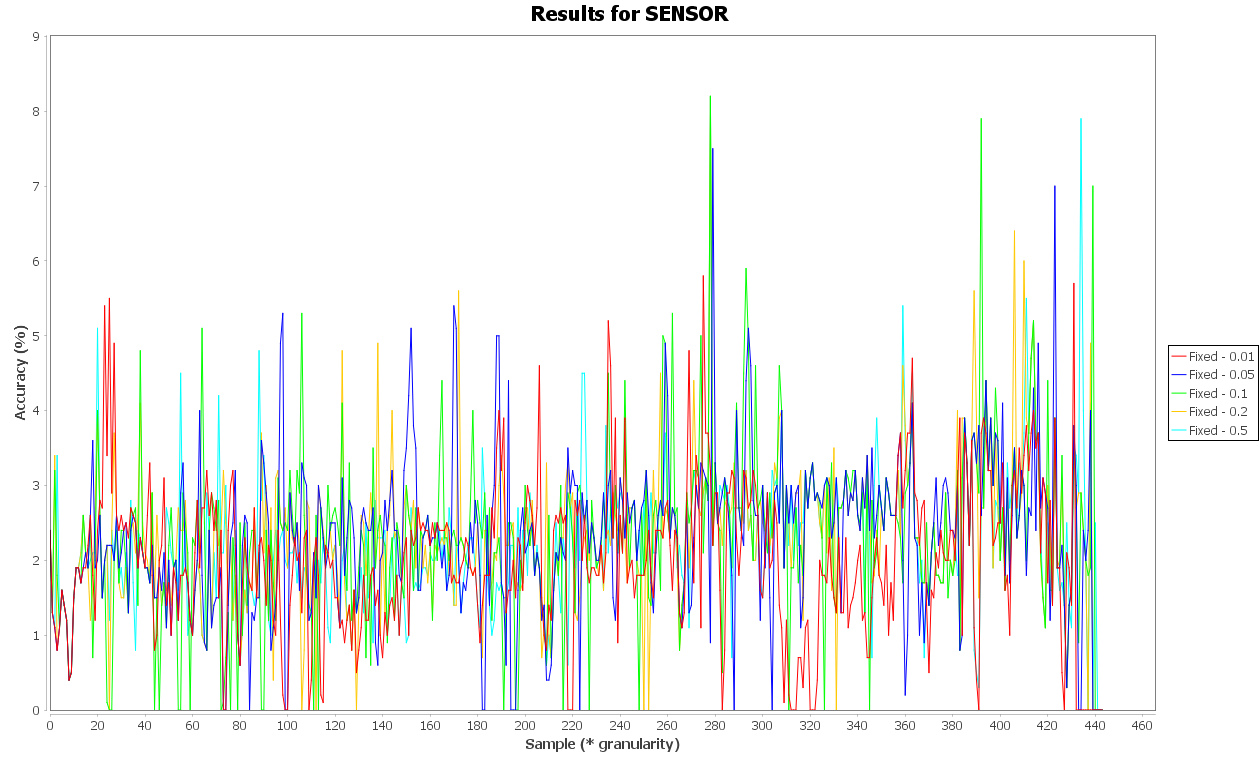 Results for SENSOR
9
8
7
6
5
4
3
2
1
0
Accuracy (%)
0 20 40 60 80 100 120 140 160 180 200 220 240 260 280 300 320 340 360 380 400 420 440 460
Sample (* granularity)
Fixed - 0.01
Fixed - 0.05
Fixed - 0.1
Fixed - 0.2
Fixed - 0.5